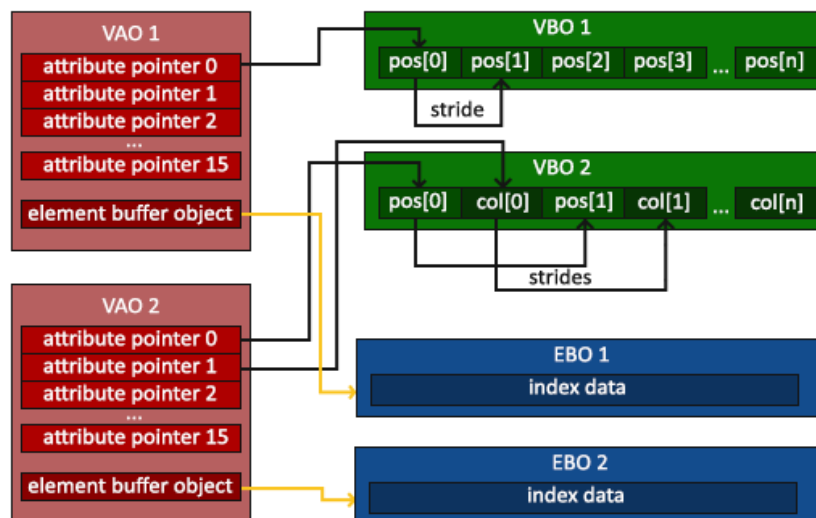 VAO 1
attribute pointer 0
attribute pointer 1
attribute pointer 2
...
attribute pointer 15
element buffer object
VBO 1
pos[0] pos[1] pos[2] pos[3] ... pos[n]
stride
VBO 2
pos[0] col[0] pos[1] col[1] ... col[n]
strides
VAO 2
attribute pointer 0
attribute pointer 1
attribute pointer 2
...
attribute pointer 15
element buffer object
EBO 1
index data
EBO 2
index data